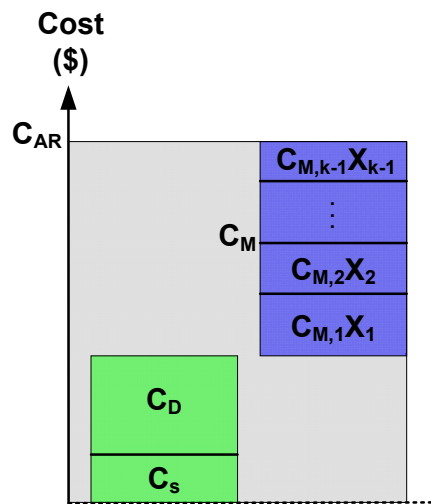 Cost
($)
C_AR
C_M,k-1X_k-1
⋮
C_M
C_M,2X_2
C_M,1X_1
C_D
C_s